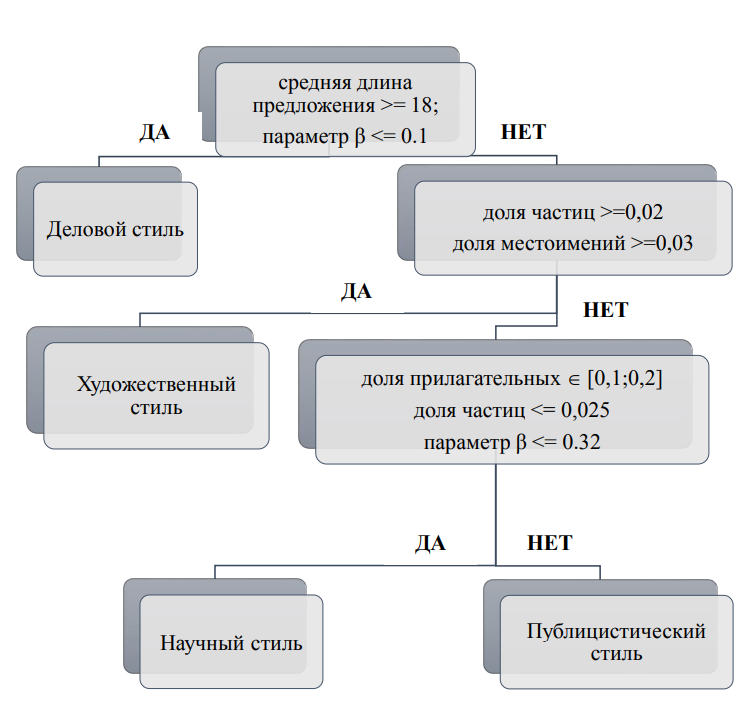 средняя длина
предложения >= 18;
параметр β <= 0.1
ДА
НЕТ
Деловой стиль
доля частиц >=0,02
доля местоимений >=0,03
ДА
НЕТ
Художественный
стиль
доля прилагательных ∈ [0,1;0,2]
доля частиц <= 0,025
параметр β <= 0.32
ДА
НЕТ
Научный стиль
Публицистический
стиль